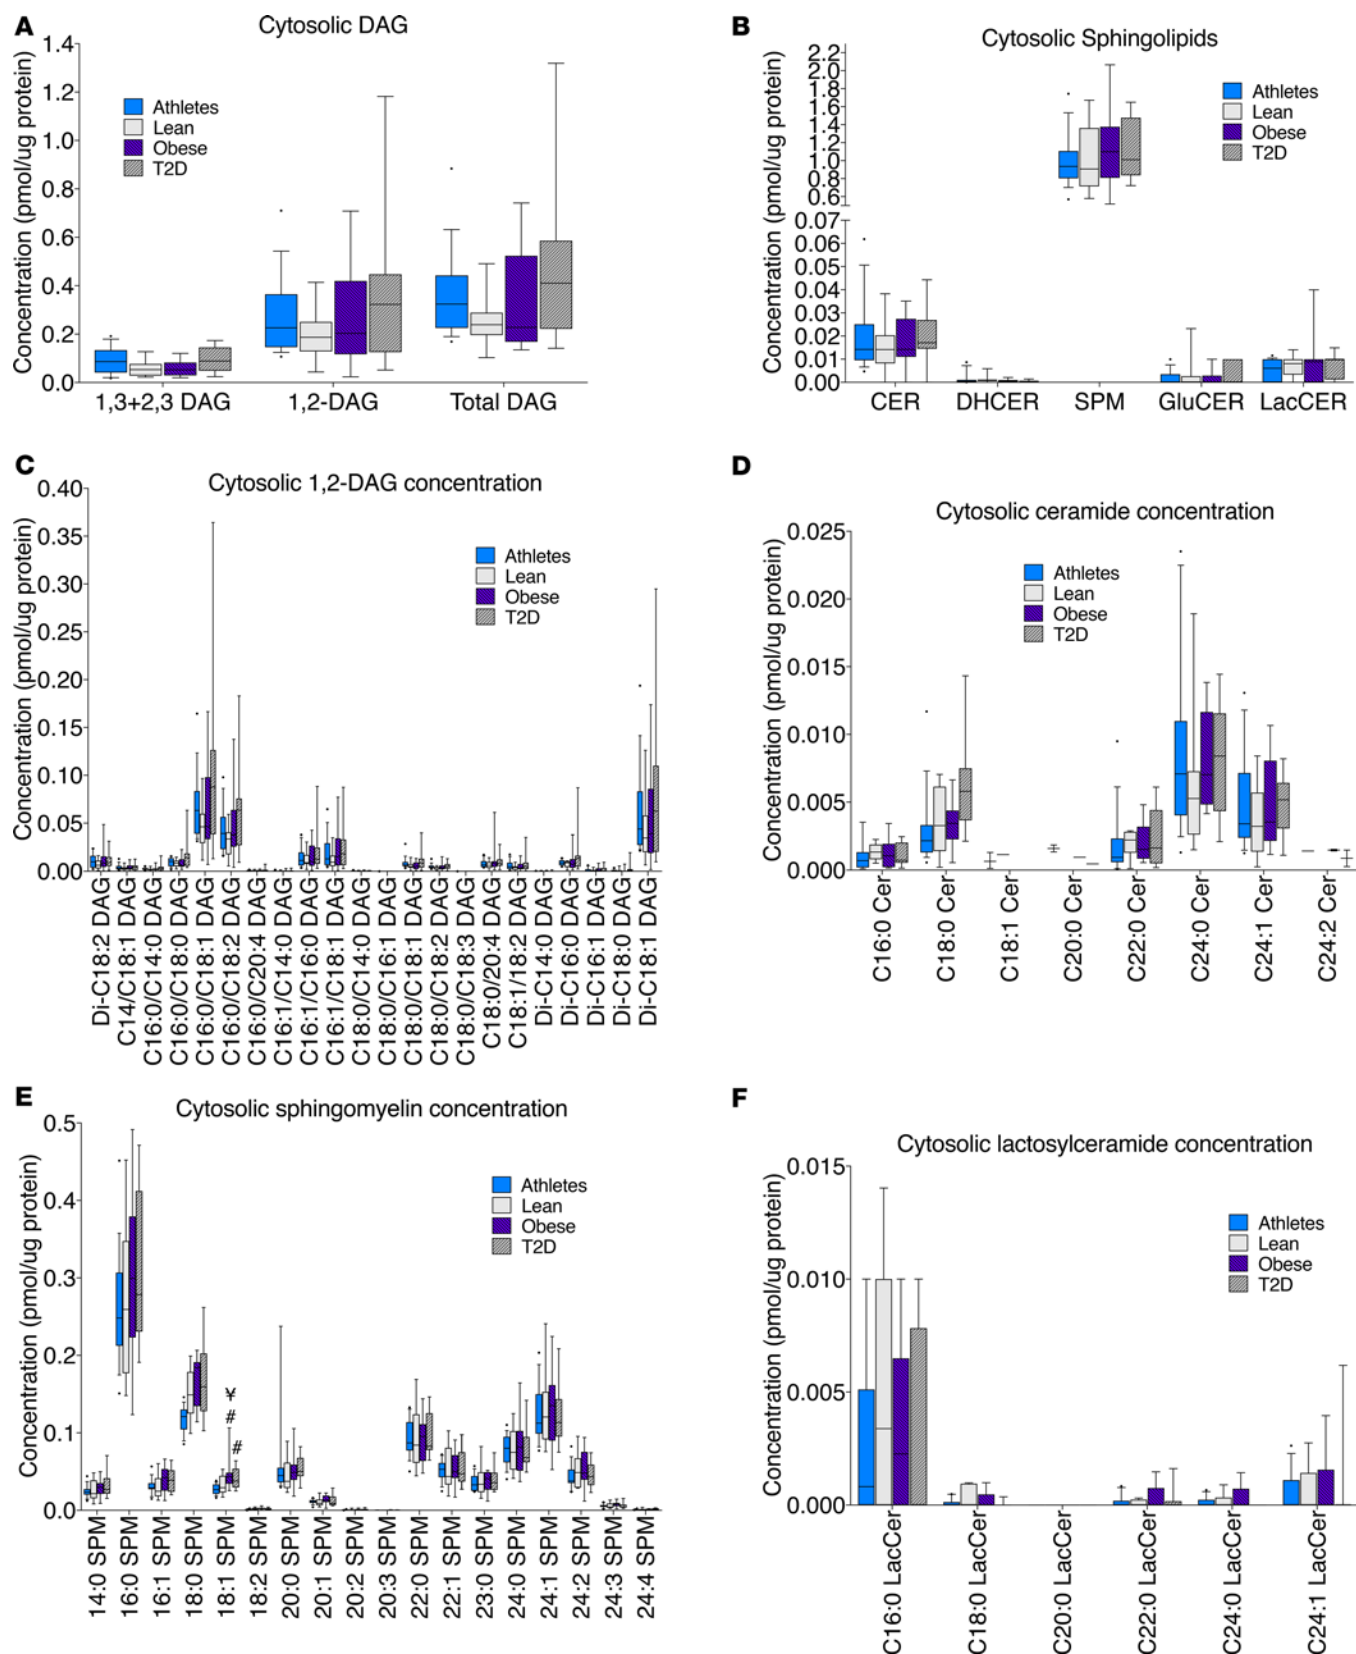 A
Cytosolic DAG
Concentration (pmol/ug protein)
1.4
1.2
1.0
0.8
0.6
0.4
0.2
0.0
Athletes
Lean
Obese
T2D
1,3+2,3 DAG
1,2-DAG
Total DAG
B
Cytosolic Sphingolipids
Concentration (pmol/ug protein)
2.2
2.0
1.8
1.6
1.4
1.2
1.0
0.8
0.6
0.07
0.06
0.05
0.04
0.03
0.02
0.01
0.00
Athletes
Lean
Obese
T2D
CER
DHCER
SPM
GluCER
LacCER
C
Cytosolic 1,2-DAG concentration
Concentration (pmol/ug protein)
0.40
0.35
0.30
0.25
0.20
0.15
0.10
0.05
0.00
Athletes
Lean
Obese
T2D
Di-C18:2 DAG
C14/C18:1 DAG
C16:0/C14:0 DAG
C16:0/C18:0 DAG
C16:0/C18:1 DAG
C16:0/C18:2 DAG
C16:0/C20:4 DAG
C16:1/C14:0 DAG
C16:1/C16:0 DAG
C16:1/C18:1 DAG
C18:0/C14:0 DAG
C18:0/C16:1 DAG
C18:0/C18:1 DAG
C18:0/C18:2 DAG
C18:0/C18:3 DAG
C18:0/20:4 DAG
C18:1/18:2 DAG
Di-C14:0 DAG
Di-C16:0 DAG
Di-C16:1 DAG
Di-C18:0 DAG
Di-C18:1 DAG
D
Cytosolic ceramide concentration
Concentration (pmol/ug protein)
0.025
0.020
0.015
0.010
0.005
0.000
Athletes
Lean
Obese
T2D
C16:0 Cer
C18:0 Cer
C18:1 Cer
C20:0 Cer
C22:0 Cer
C24:0 Cer
C24:1 Cer
C24:2 Cer
E
Cytosolic sphingomyelin concentration
Concentration (pmol/ug protein)
0.5
0.4
0.3
0.2
0.1
0.0
Athletes
Lean
Obese
T2D
¥
#
#
14:0 SPM
16:0 SPM
16:1 SPM
18:0 SPM
18:1 SPM
18:2 SPM
20:0 SPM
20:1 SPM
20:2 SPM
20:3 SPM
22:0 SPM
22:1 SPM
23:0 SPM
24:0 SPM
24:1 SPM
24:2 SPM
24:3 SPM
24:4 SPM
F
Cytosolic lactosylceramide concentration
Concentration (pmol/ug protein)
0.015
0.010
0.005
0.000
Athletes
Lean
Obese
T2D
C16:0 LacCer
C18:0 LacCer
C20:0 LacCer
C22:0 LacCer
C24:0 LacCer
C24:1 LacCer